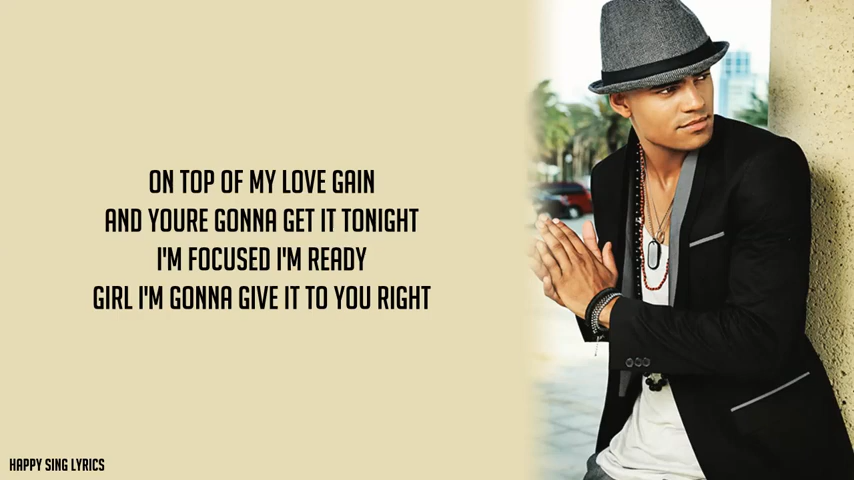 ON TOP OF MY LOVE GAIN
AND YOURE GONNA GET IT TONIGHT
I'M FOCUSED I'M READY
GIRL I'M GONNA GIVE IT TO YOU RIGHT
HAPPY SING LYRICS